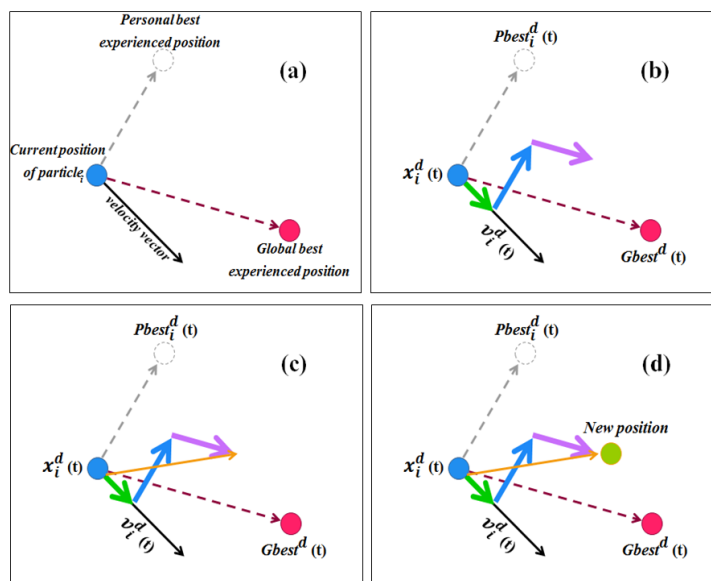 Personal best
experienced position
(a)
Current position
of particle i
velocity vector
Global best
experienced position
Pbest_i^d (t)
(b)
x_i^d (t)
v_i^d (t)
Gbest^d (t)
Pbest_i^d (t)
(c)
x_i^d (t)
v_i^d (t)
Gbest^d (t)
Pbest_i^d (t)
(d)
New position
x_i^d (t)
v_i^d (t)
Gbest^d (t)